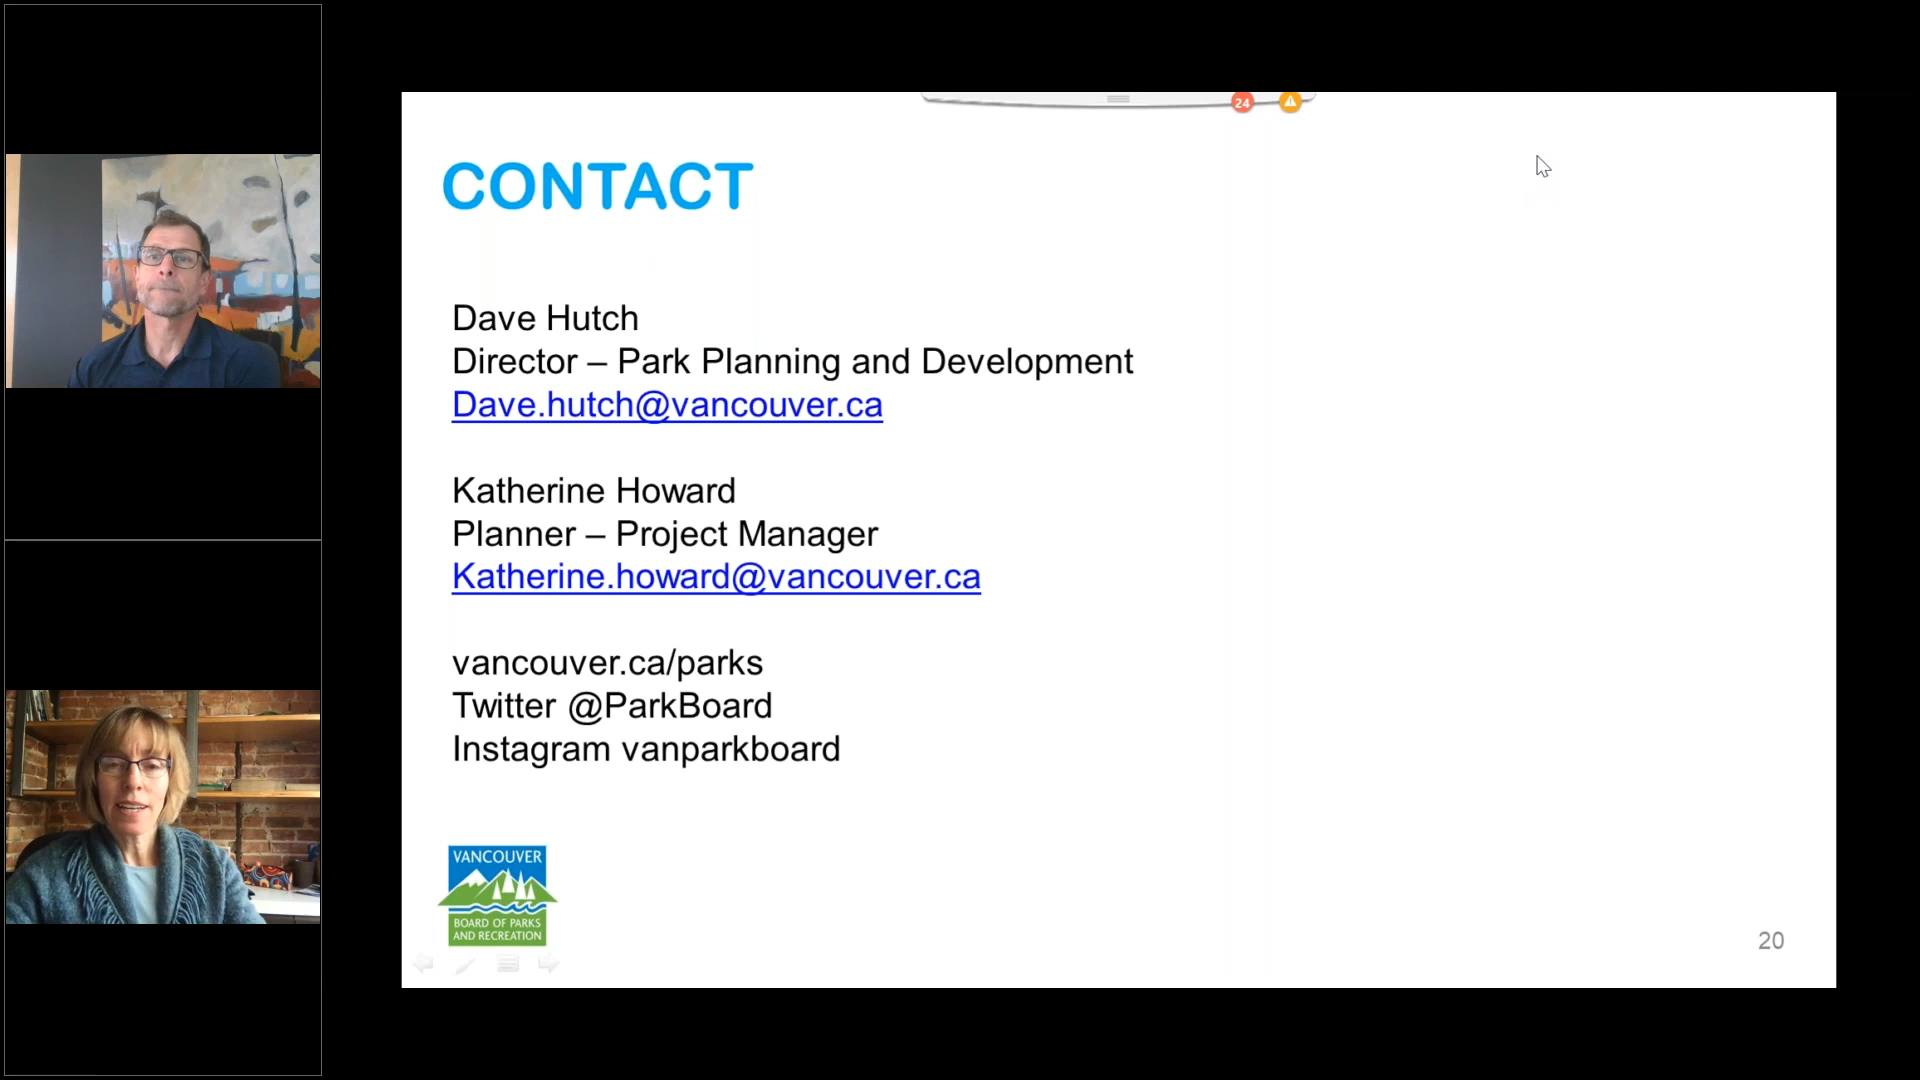 24
CONTACT
Dave Hutch
Director – Park Planning and Development
Dave.hutch@vancouver.ca
Katherine Howard
Planner – Project Manager
Katherine.howard@vancouver.ca
vancouver.ca/parks
Twitter @ParkBoard
Instagram vanparkboard
VANCOUVER
BOARD OF PARKS
AND RECREATION
20